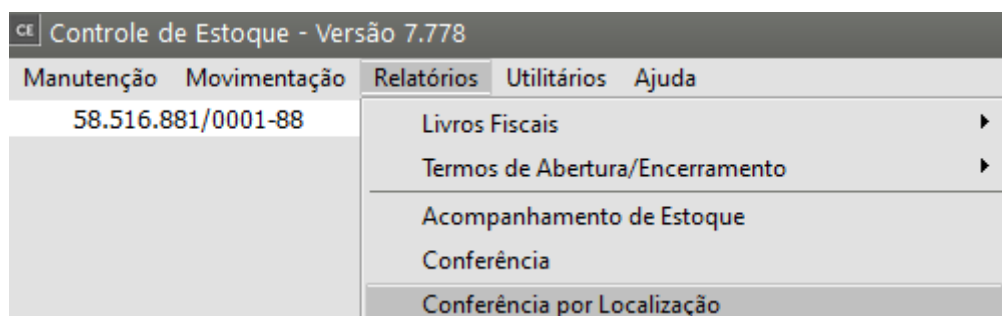 CE Controle de Estoque - Versão 7.778
Manutenção Movimentação Relatórios Utilitários Ajuda
58.516.881/0001-88
Livros Fiscais
Termos de Abertura/Encerramento
Acompanhamento de Estoque
Conferência
Conferência por Localização